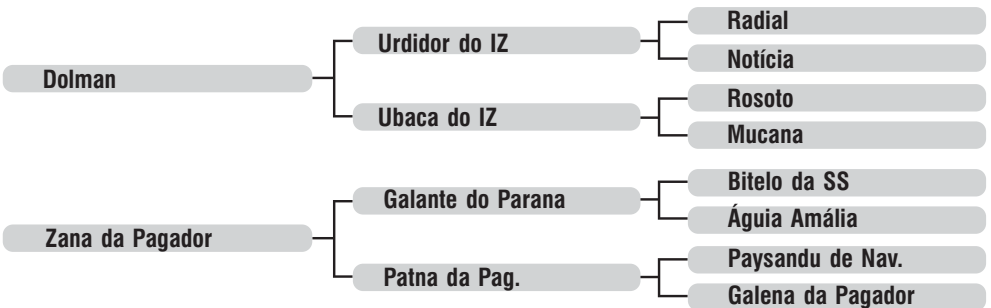 Radial
Urdidor do IZ
Notícia
Dolman
Rosoto
Ubaca do IZ
Mucana
Bitelo da SS
Galante do Parana
Águia Amália
Zana da Pagador
Paysandu de Nav.
Patna da Pag.
Galena da Pagador